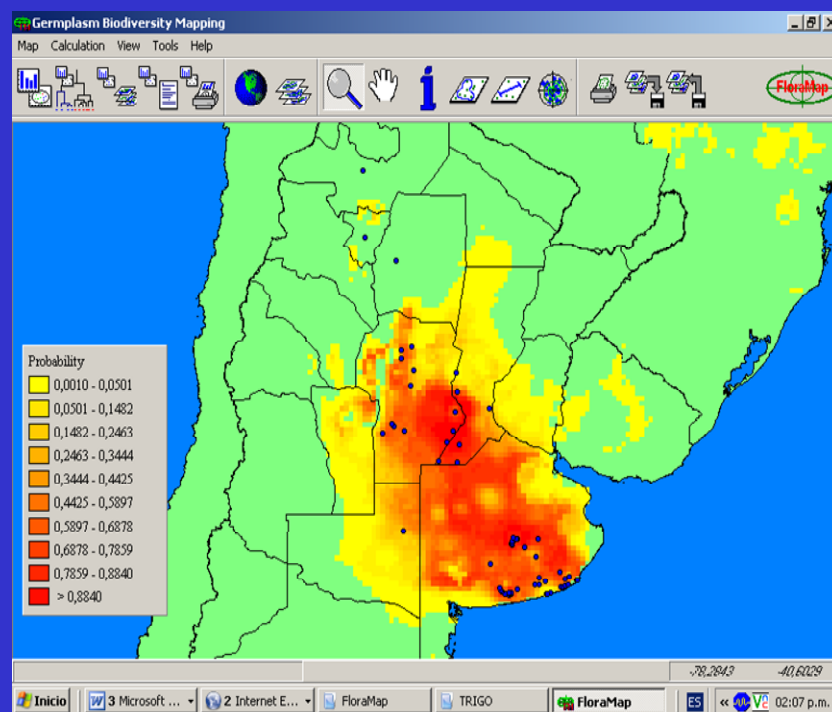 Germplasm Biodiversity Mapping
Map Calculation View Tools Help
FloraMap
Probability
0,0010 - 0,0501
0,0501 - 0,1482
0,1482 - 0,2463
0,2463 - 0,3444
0,3444 - 0,4425
0,4425 - 0,5897
0,5897 - 0,6878
0,6878 - 0,7859
0,7859 - 0,8840
> 0,8840
-78,2843 -40,6029
Inicio 3 Microsoft ... 2 Internet E... FloraMap TRIGO FloraMap ES « 02:07 p.m.